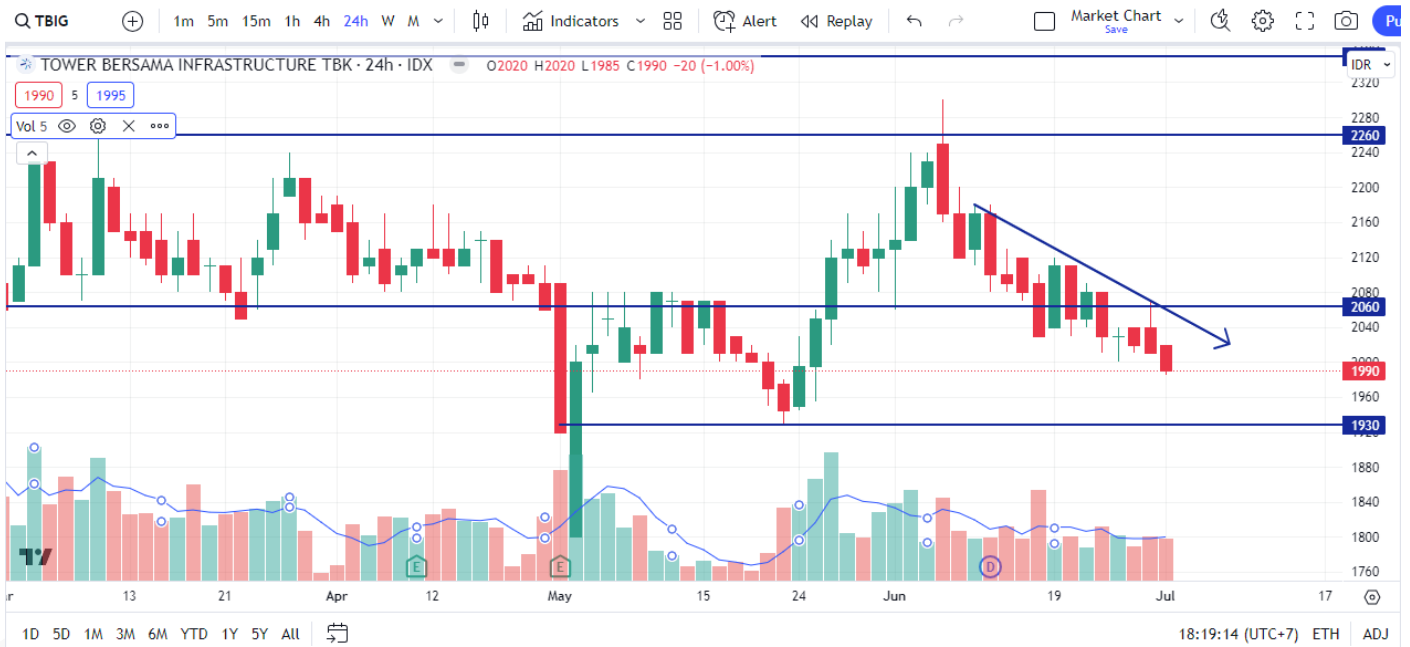 TBIG 1m 5m 15m 1h 4h 24h W M Indicators Alert Replay Market Chart Save Pu
TOWER BERSAMA INFRASTRUCTURE TBK · 24h · IDX O2020 H2020 L1985 C1990 −20 (−1.00%) IDR
1990 5 1995
Vol 5
2320
2280
2260
2240
2200
2160
2120
2080
2060
2040
2000
1990
1960
1930
1880
1840
1800
1760
E E D
13 21 Apr 12 May 15 24 Jun 19 Jul 17
1D 5D 1M 3M 6M YTD 1Y 5Y All 18:19:14 (UTC+7) ETH ADJ